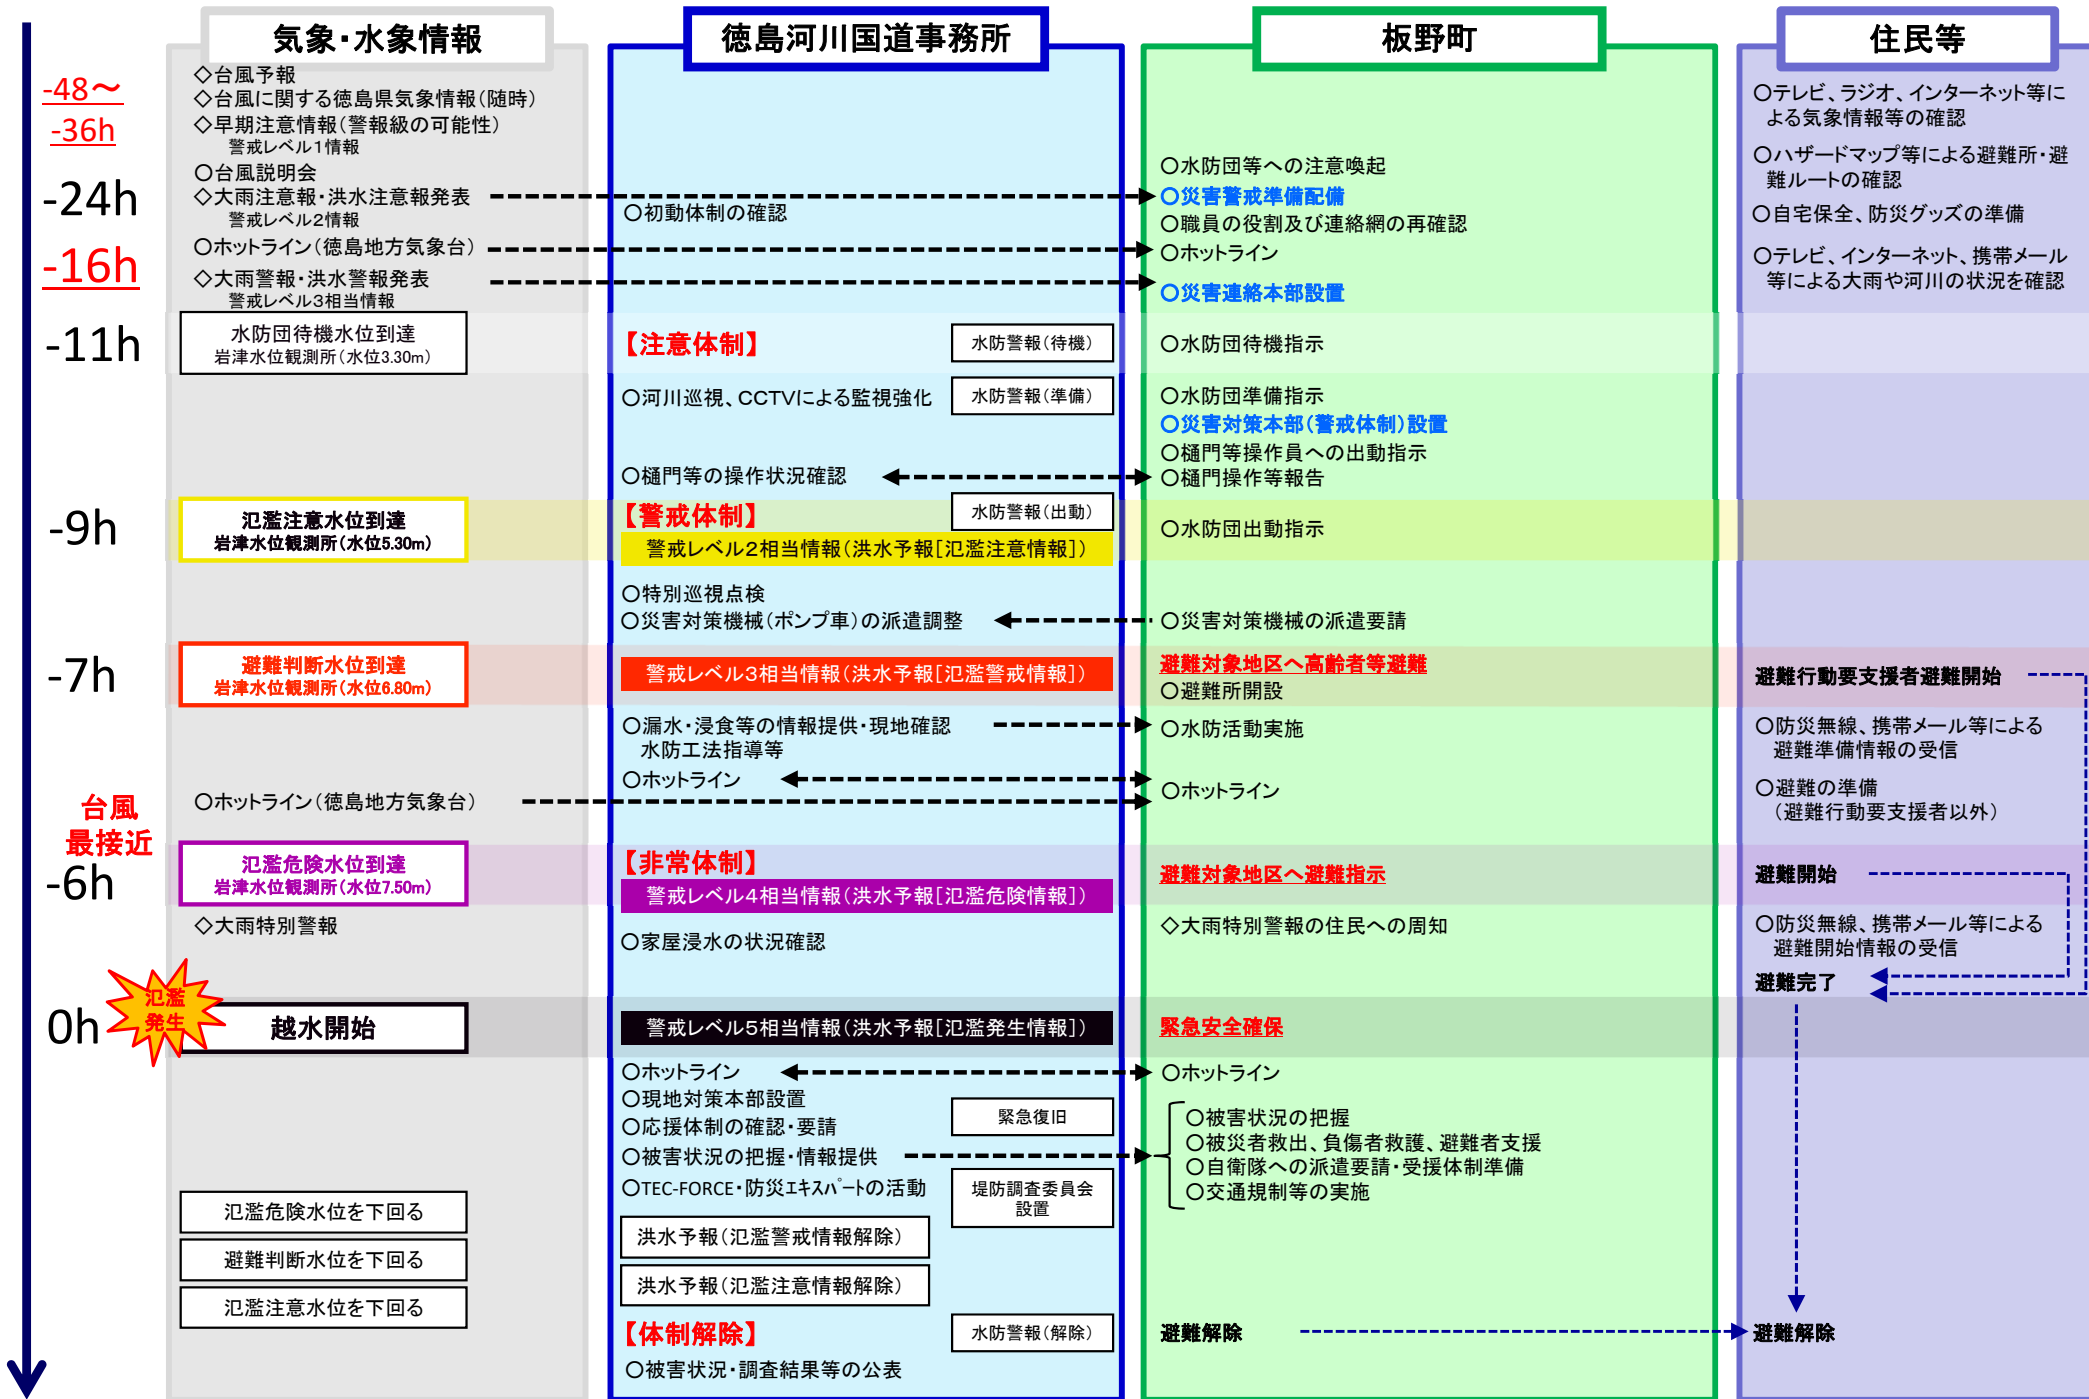 気象・水象情報
徳島河川国道事務所
板野町
住民等
-48～
-36h
-24h
-16h
-11h
-9h
-7h
台風
最接近
-6h
0h
氾濫
発生
◇台風予報
◇台風に関する徳島県気象情報(随時)
◇早期注意情報(警報級の可能性)
警戒レベル1情報
○台風説明会
◇大雨注意報・洪水注意報発表
警戒レベル2情報
○ホットライン(徳島地方気象台)
◇大雨警報・洪水警報発表
警戒レベル3相当情報
水防団待機水位到達
岩津水位観測所(水位3.30m)
氾濫注意水位到達
岩津水位観測所(水位5.30m)
避難判断水位到達
岩津水位観測所(水位6.80m)
○ホットライン(徳島地方気象台)
氾濫危険水位到達
岩津水位観測所(水位7.50m)
◇大雨特別警報
越水開始
氾濫危険水位を下回る
避難判断水位を下回る
氾濫注意水位を下回る
○初動体制の確認
【注意体制】
水防警報(待機)
○河川巡視、CCTVによる監視強化
水防警報(準備)
○樋門等の操作状況確認
【警戒体制】
水防警報(出動)
警戒レベル2相当情報(洪水予報[氾濫注意情報])
○特別巡視点検
○災害対策機械(ポンプ車)の派遣調整
警戒レベル3相当情報(洪水予報[氾濫警戒情報])
○漏水・浸食等の情報提供・現地確認
水防工法指導等
○ホットライン
【非常体制】
警戒レベル4相当情報(洪水予報[氾濫危険情報])
○家屋浸水の状況確認
警戒レベル5相当情報(洪水予報[氾濫発生情報])
○ホットライン
○現地対策本部設置
○応援体制の確認・要請
緊急復旧
○被害状況の把握・情報提供
○TEC-FORCE・防災ｴｷｽﾊﾟｰﾄの活動
堤防調査委員会
設置
洪水予報(氾濫警戒情報解除)
洪水予報(氾濫注意情報解除)
【体制解除】
水防警報(解除)
○被害状況・調査結果等の公表
○水防団等への注意喚起
○災害警戒準備配備
○職員の役割及び連絡網の再確認
○ホットライン
○災害連絡本部設置
○水防団待機指示
○水防団準備指示
○災害対策本部(警戒体制)設置
○樋門等操作員への出動指示
○樋門操作等報告
○水防団出動指示
○災害対策機械の派遣要請
避難対象地区へ高齢者等避難
○避難所開設
○水防活動実施
○ホットライン
避難対象地区へ避難指示
◇大雨特別警報の住民への周知
緊急安全確保
○ホットライン
○被害状況の把握
○被災者救出、負傷者救護、避難者支援
○自衛隊への派遣要請・受援体制準備
○交通規制等の実施
避難解除
○テレビ、ラジオ、インターネット等に
よる気象情報等の確認
○ハザードマップ等による避難所・避
難ルートの確認
○自宅保全、防災グッズの準備
○テレビ、インターネット、携帯メール
等による大雨や河川の状況を確認
避難行動要支援者避難開始
○防災無線、携帯メール等による
避難準備情報の受信
○避難の準備
(避難行動要支援者以外)
避難開始
○防災無線、携帯メール等による
避難開始情報の受信
避難完了
避難解除